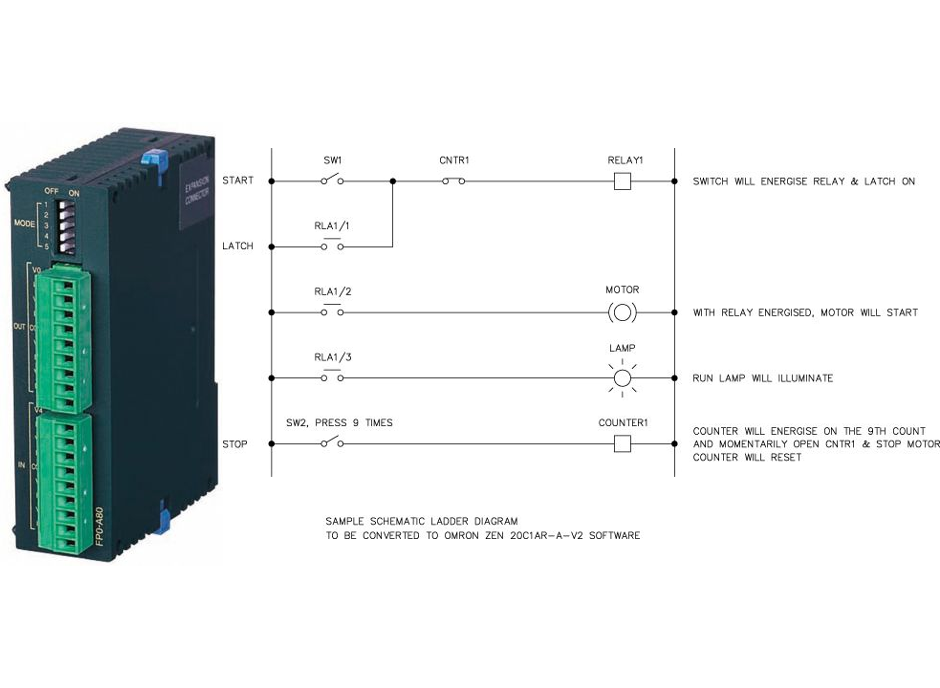 OFF ON
MODE
1
2
3
4
5
V0
OUT
V4
IN
FP0-A80
EXPANSION
CONNECTOR
SW1
CNTR1
RELAY1
START
SWITCH WILL ENERGISE RELAY & LATCH ON
RLA1/1
LATCH
RLA1/2
MOTOR
WITH RELAY ENERGISED, MOTOR WILL START
RLA1/3
LAMP
RUN LAMP WILL ILLUMINATE
SW2, PRESS 9 TIMES
COUNTER1
STOP
COUNTER WILL ENERGISE ON THE 9TH COUNT
AND MOMENTARILY OPEN CNTR1 & STOP MOTOR
COUNTER WILL RESET
SAMPLE SCHEMATIC LADDER DIAGRAM
TO BE CONVERTED TO OMRON ZEN 20C1AR-A-V2 SOFTWARE